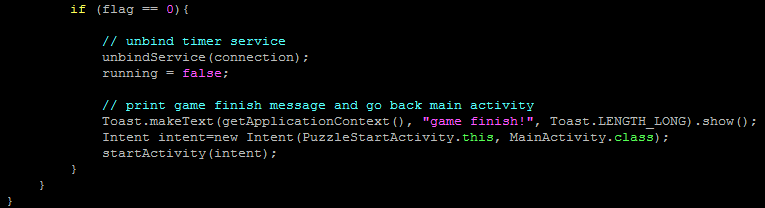 if (flag == 0){
// unbind timer service
unbindService(connection);
running = false;
// print game finish message and go back main activity
Toast.makeText(getApplicationContext(), "game finish!", Toast.LENGTH_LONG).show();
Intent intent=new Intent(PuzzleStartActivity.this, MainActivity.class);
startActivity(intent);
}
}
}